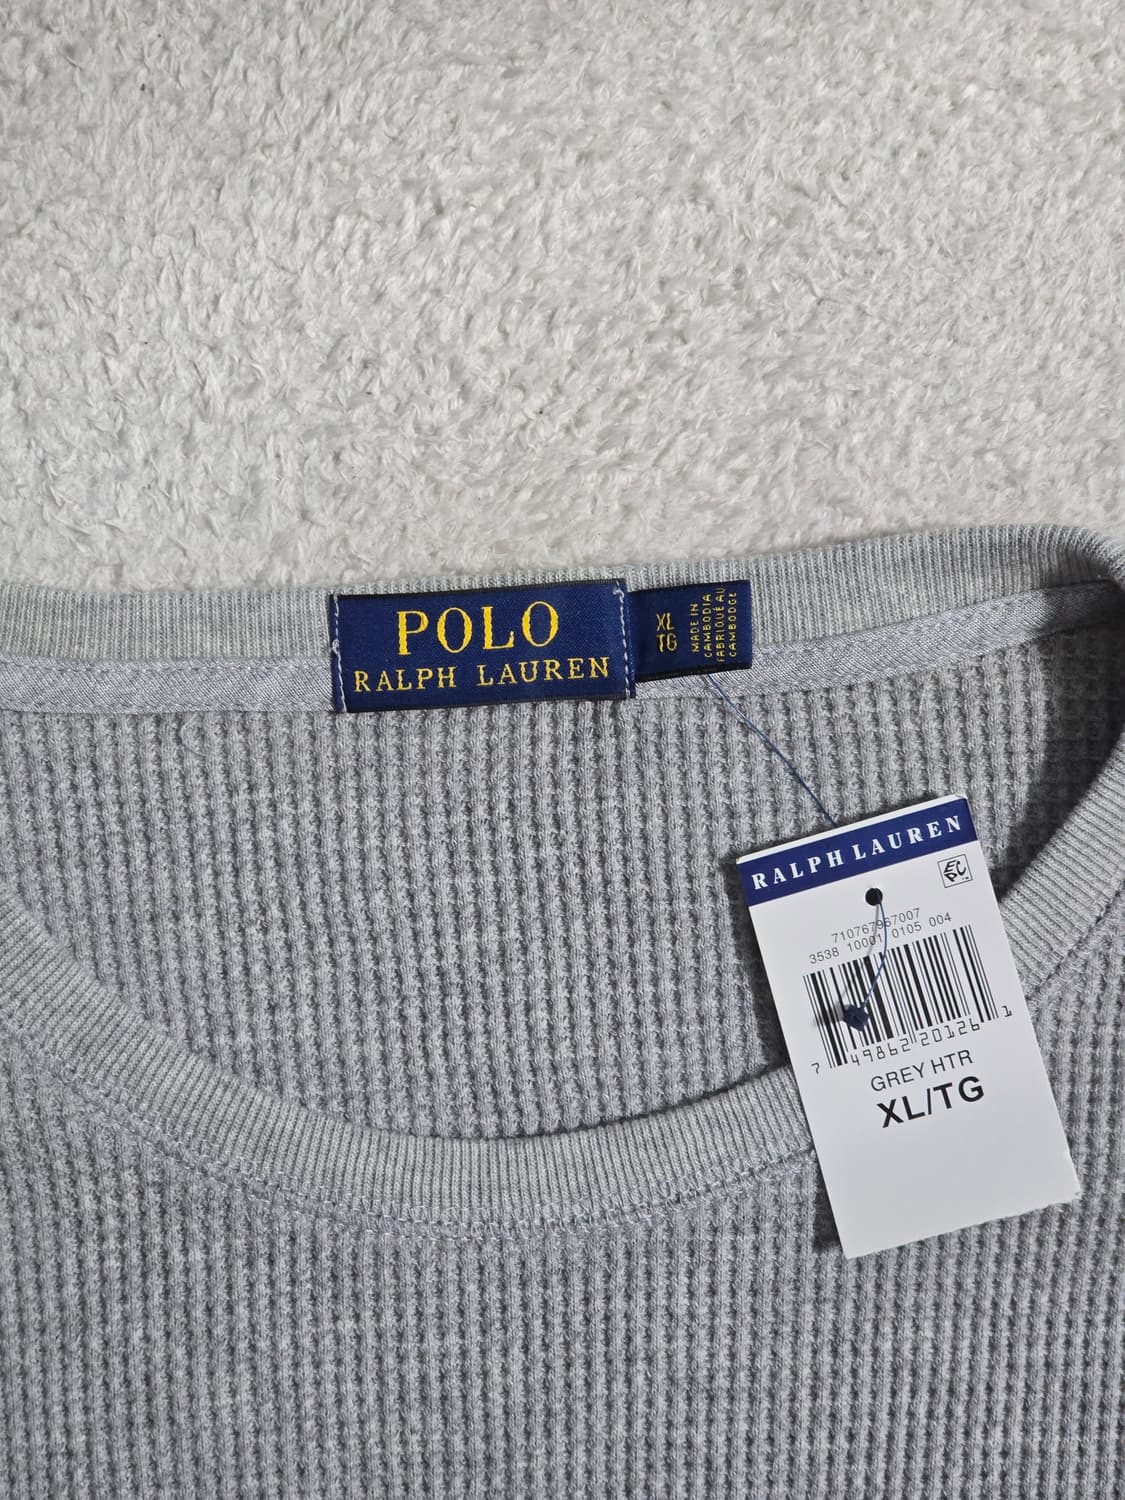 POLO
RALPH LAUREN
XL
TG
MADE IN
CAMBODIA
FABRIQUÉ AU
CAMBODGE
RALPH LAUREN
EPC
710767957007
3538 10001 0105 004
7 49862 20126 1
GREY HTR
XL/TG